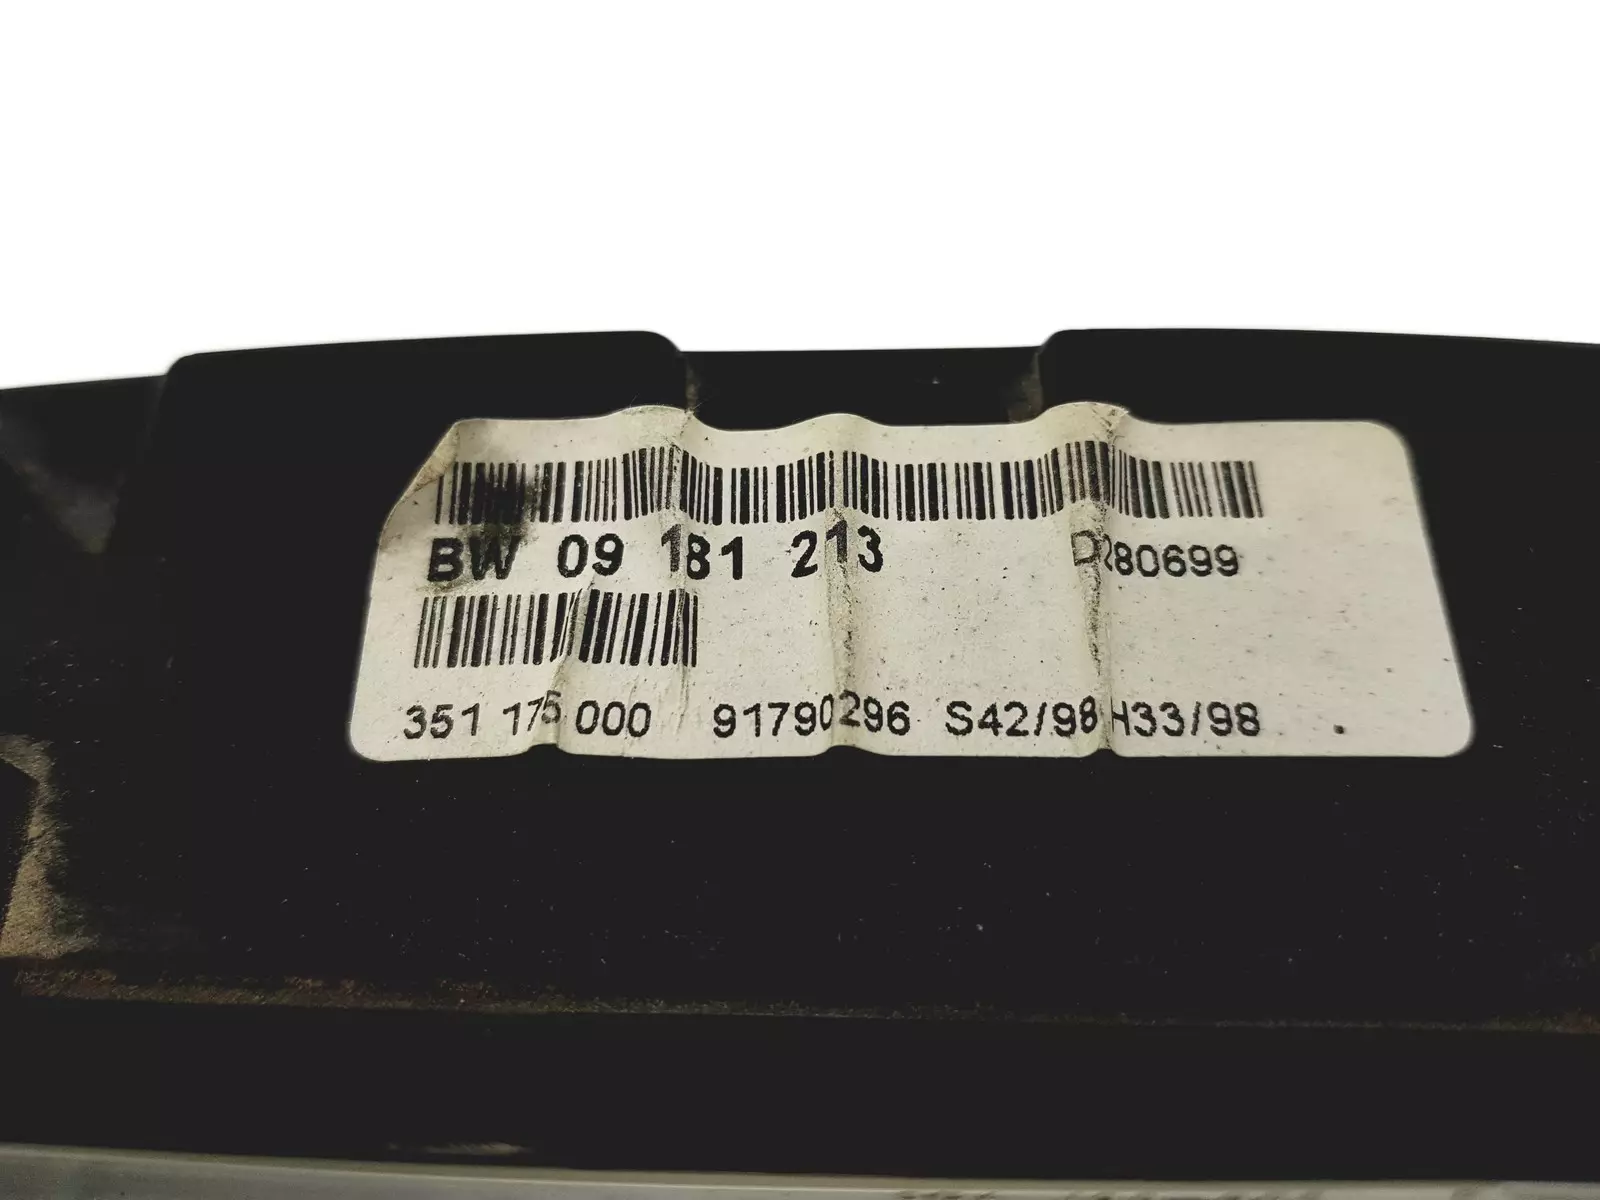 BW 09 181 213 D280699
351 175 000 91790296 S42/98 H33/98 .